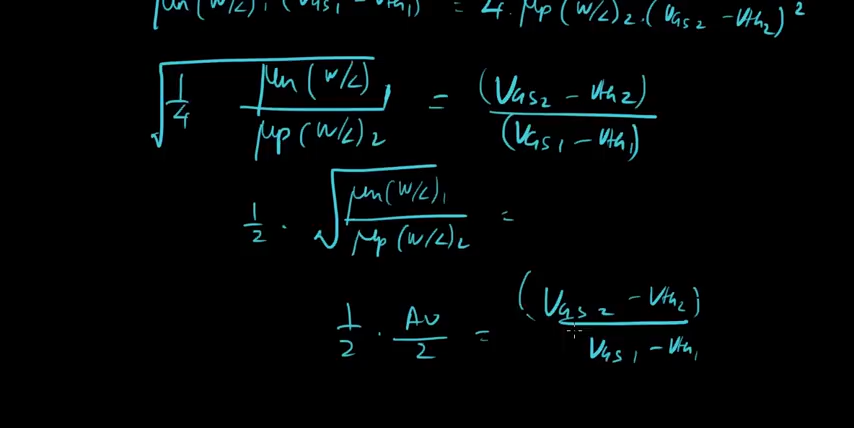 μn(W/L)1(VGS1 - Vth1) = 4. μp(W/L)2.(VGS2 - Vth2)²
√(1/4 μn(W/L)1 / μp(W/L)2) = (VGS2 - Vth2) / (VGS1 - Vth1)
1/2 · √(μn(W/L)1 / μp(W/L)2) =
1/2 · Av/2 = (VGS2 - Vth2) / VGS1 - Vth1